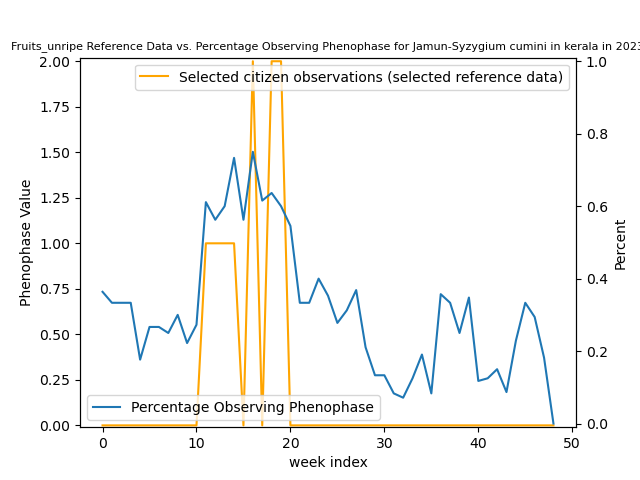 Fruits_unripe Reference Data vs. Percentage Observing Phenophase for Jamun-Syzygium cumini in kerala in 2023
Selected citizen observations (selected reference data)
Percentage Observing Phenophase
Phenophase Value
2.00
1.75
1.50
1.25
1.00
0.75
0.50
0.25
0.00
Percent
1.0
0.8
0.6
0.4
0.2
0.0
0 10 20 30 40 50
week index